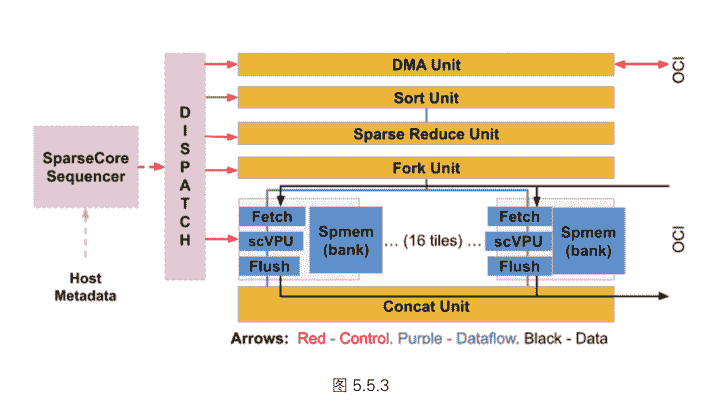 DMA Unit
OCI
Sort Unit
DISPATCH
Sparse Reduce Unit
SparseCore
Sequencer
Fork Unit
Fetch
scVPU
Flush
Spmem
(bank)
... (16 tiles) ...
Fetch
scVPU
Flush
Spmem
(bank)
OCI
Host
Metadata
Concat Unit
Arrows: Red - Control, Purple - Dataflow, Black - Data
图 5.5.3